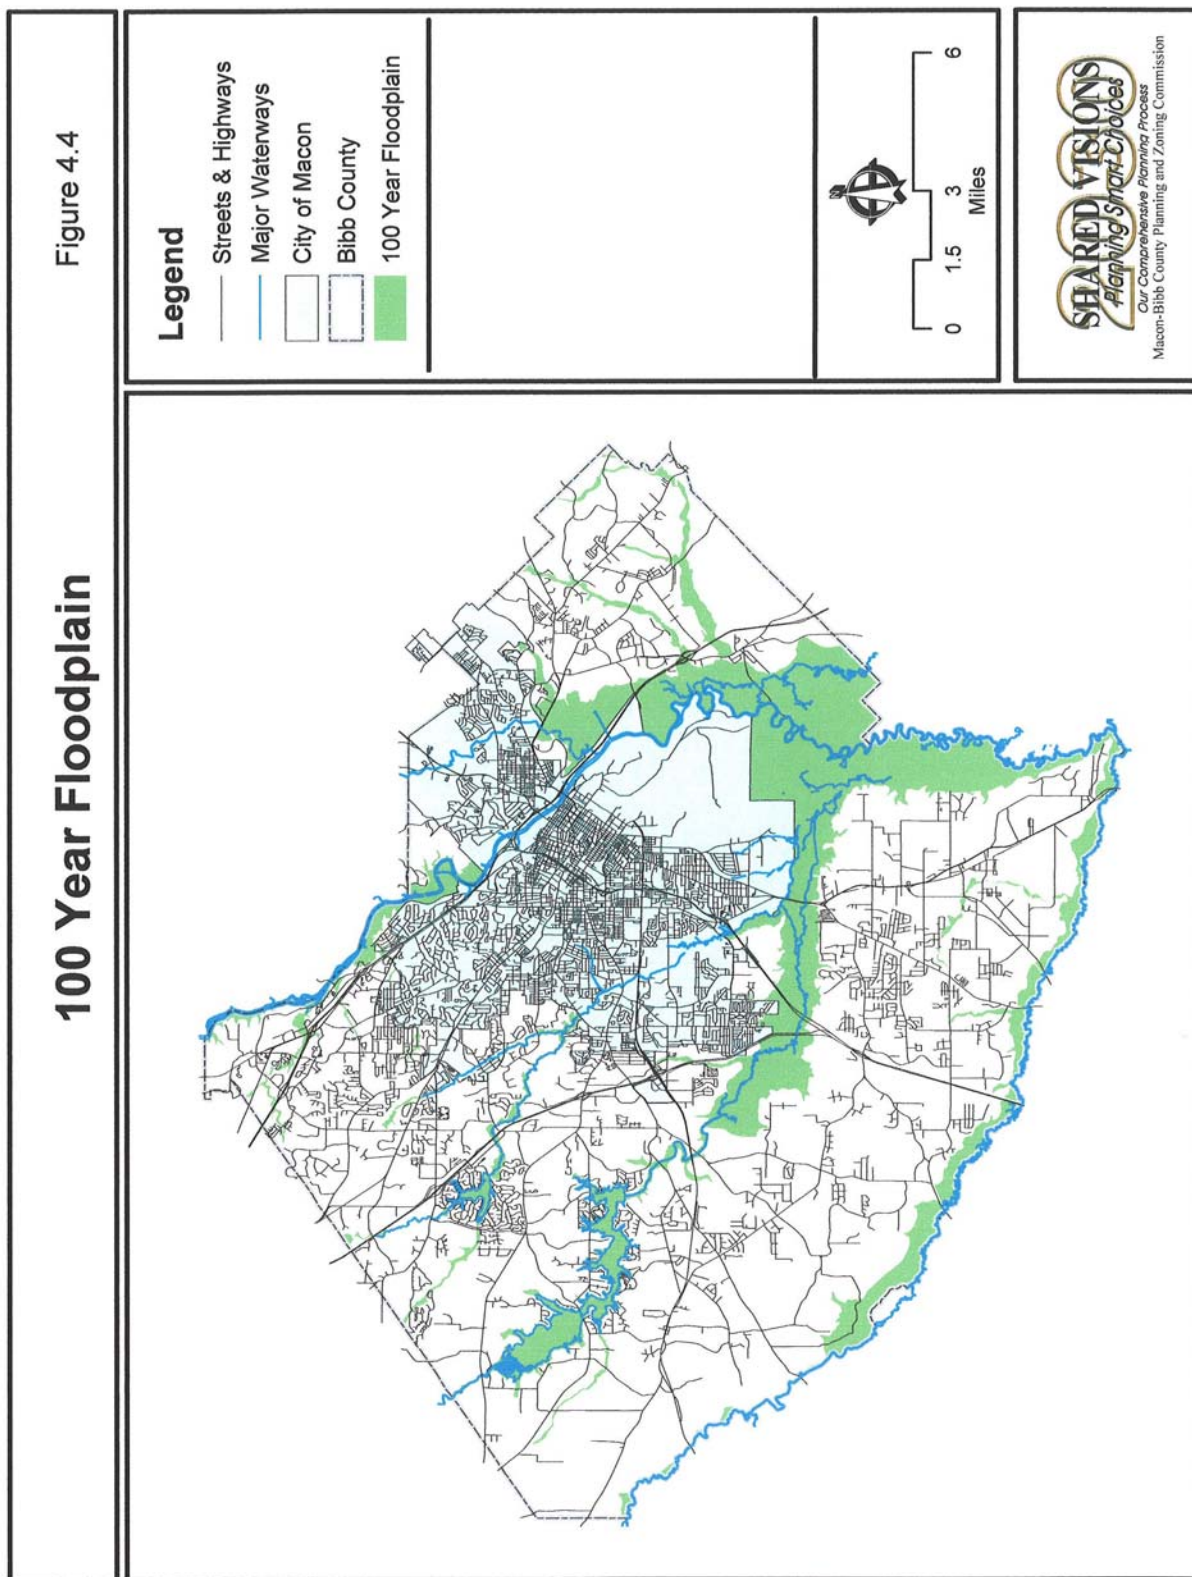 100 Year Floodplain
Figure 4.4
Legend
Streets & Highways
Major Waterways
City of Macon
Bibb County
100 Year Floodplain
N
0 1.5 3 6
Miles
2030
SHARED VISIONS
Planning Smart Choices
Our Comprehensive Planning Process
Macon-Bibb County Planning and Zoning Commission